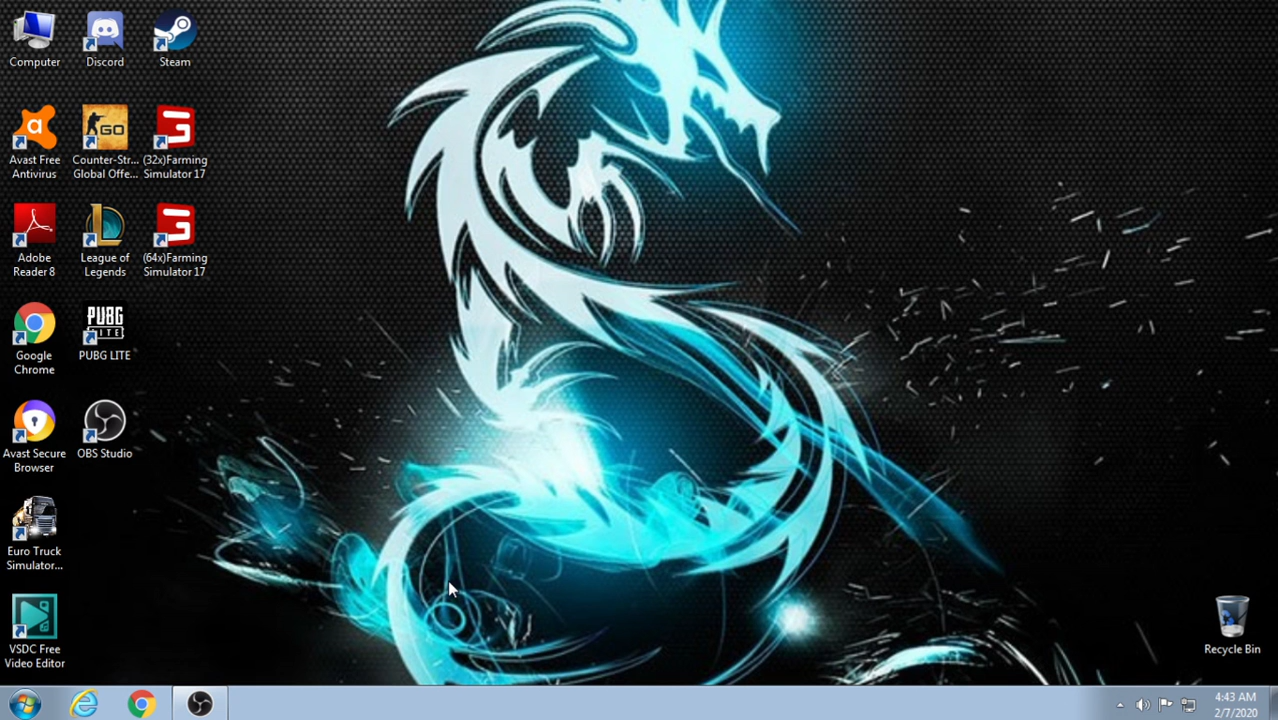 Computer
Discord
Steam
Avast Free
Antivirus
Counter-Str...
Global Offe...
(32x)Farming
Simulator 17
Adobe
Reader 8
League of
Legends
(64x)Farming
Simulator 17
Google
Chrome
PUBG
LITE
PUBG LITE
Avast Secure
Browser
OBS Studio
Euro Truck
Simulator...
VSDC Free
Video Editor
Recycle Bin
4:43 AM
2/7/2020
GO